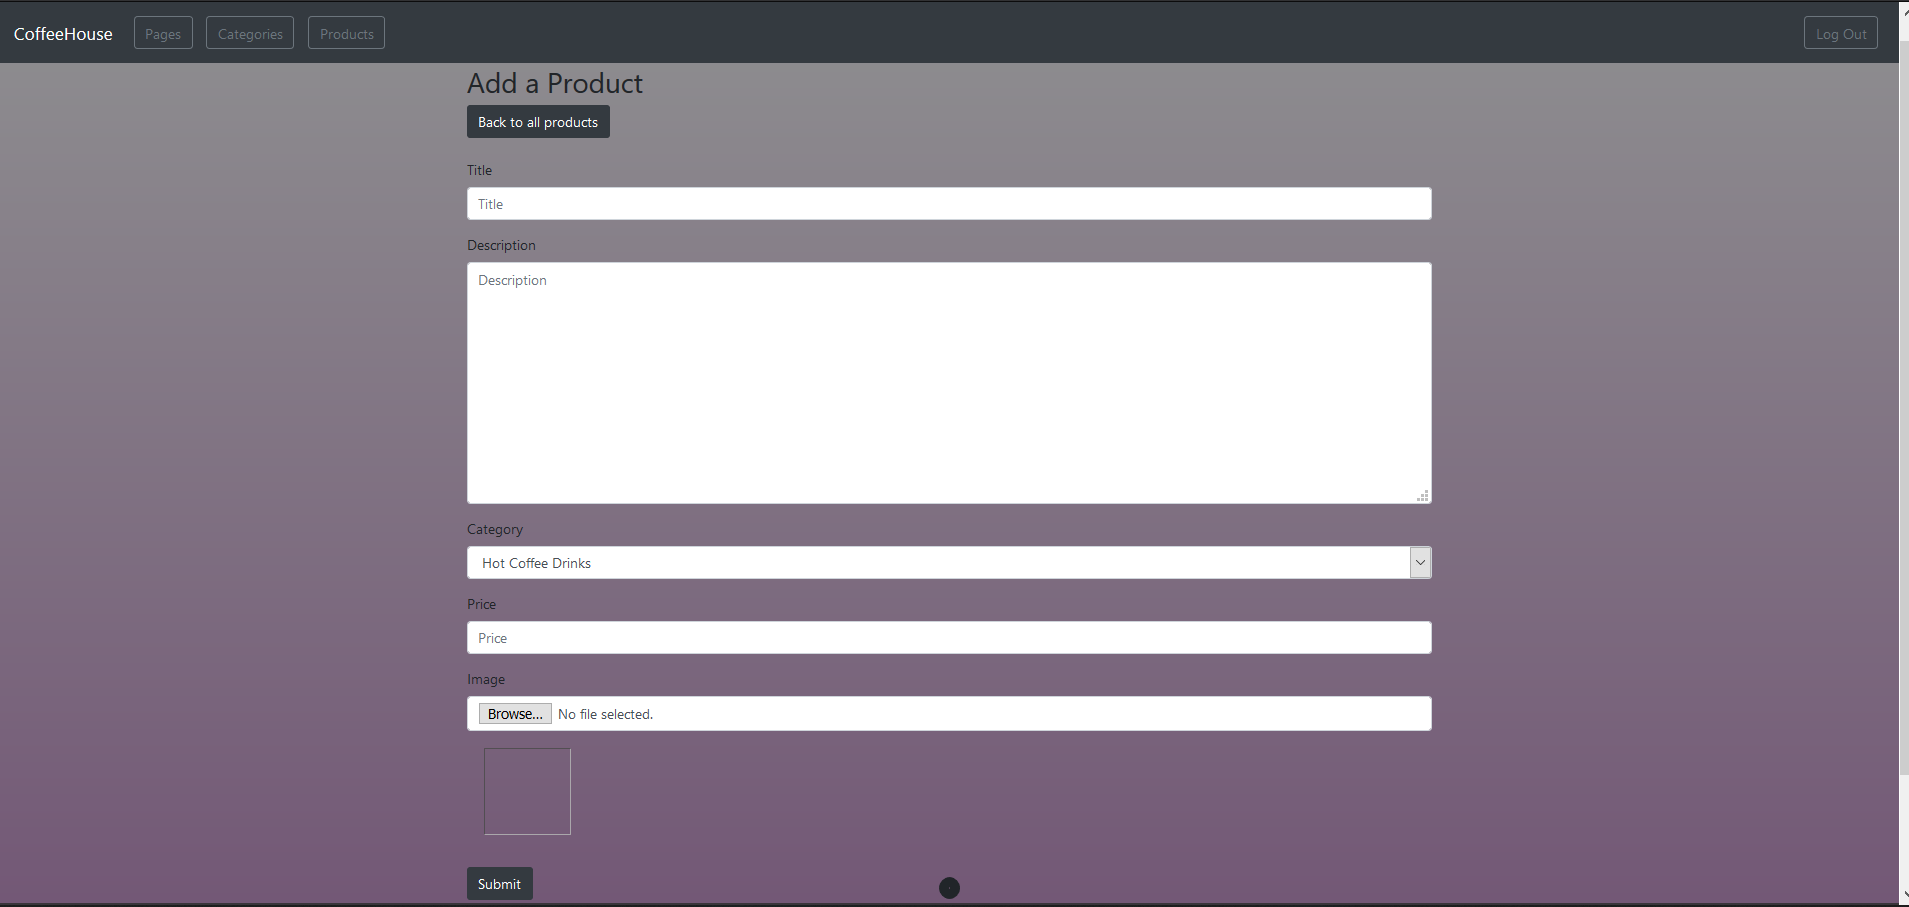 CoffeeHouse Pages Categories Products Log Out
Add a Product
Back to all products
Title
Title
Description
Description
Category
Hot Coffee Drinks
Price
Price
Image
Browse... No file selected.
Submit